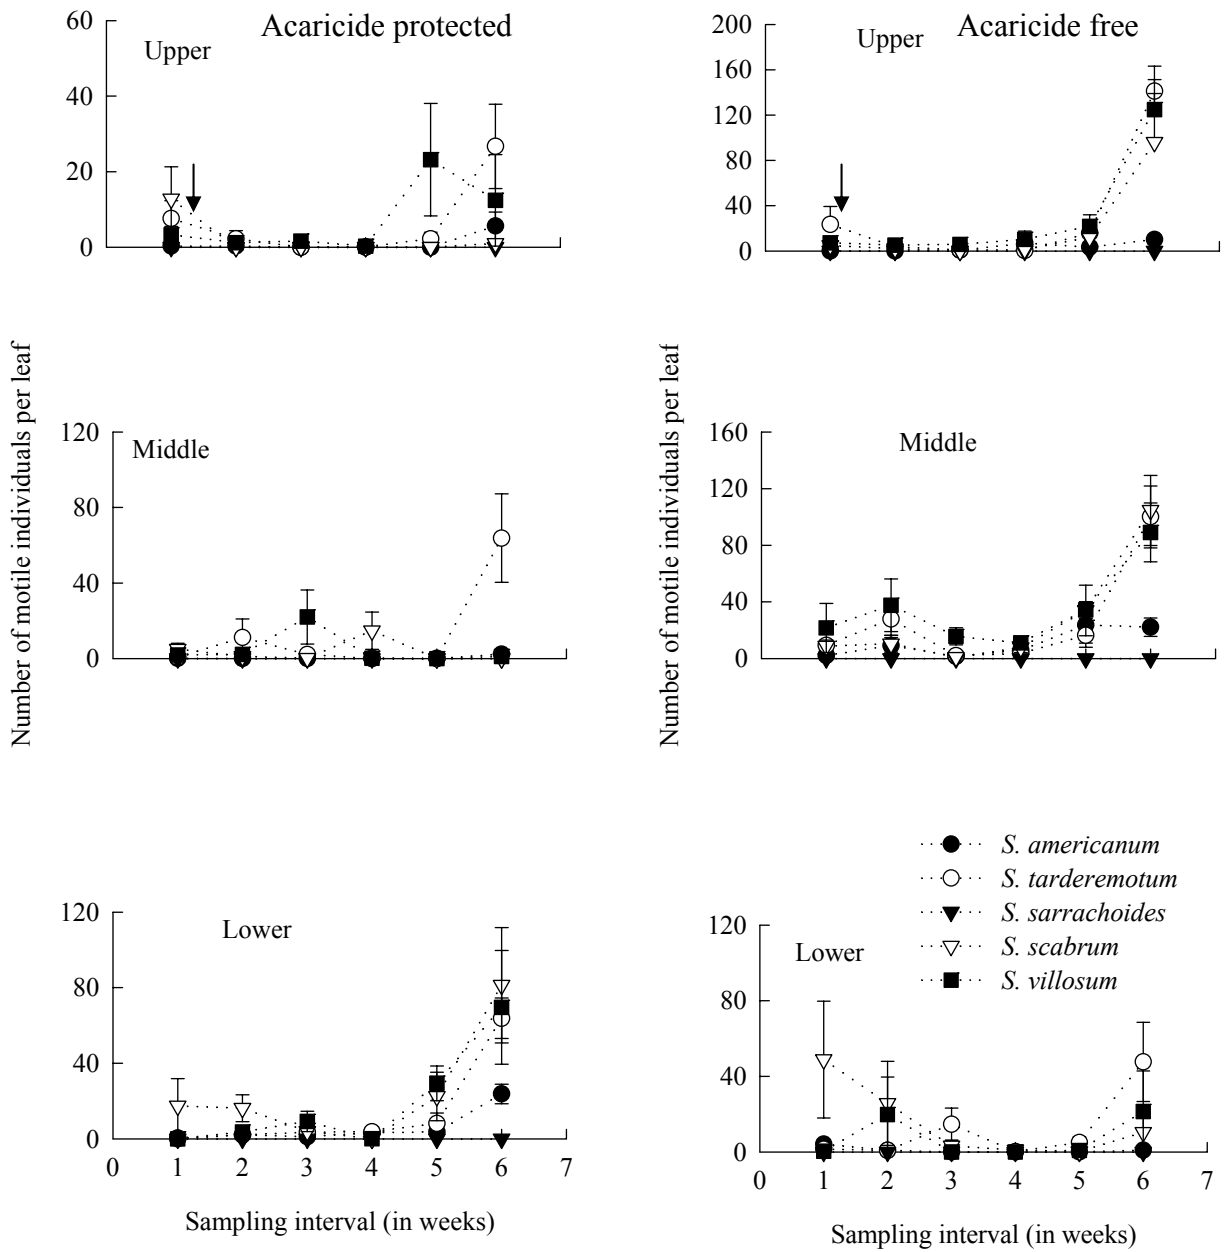 Acaricide protected
Upper
60
40
20
0
Number of motile individuals per leaf
Middle
120
80
40
0
Lower
120
80
40
0
0 1 2 3 4 5 6 7
Sampling interval (in weeks)
Acaricide free
Upper
200
160
120
80
40
0
Number of motile individuals per leaf
Middle
160
120
80
40
0
S. americanum
S. tarderemotum
S. sarrachoides
S. scabrum
S. villosum
Lower
120
80
40
0
0 1 2 3 4 5 6 7
Sampling interval (in weeks)